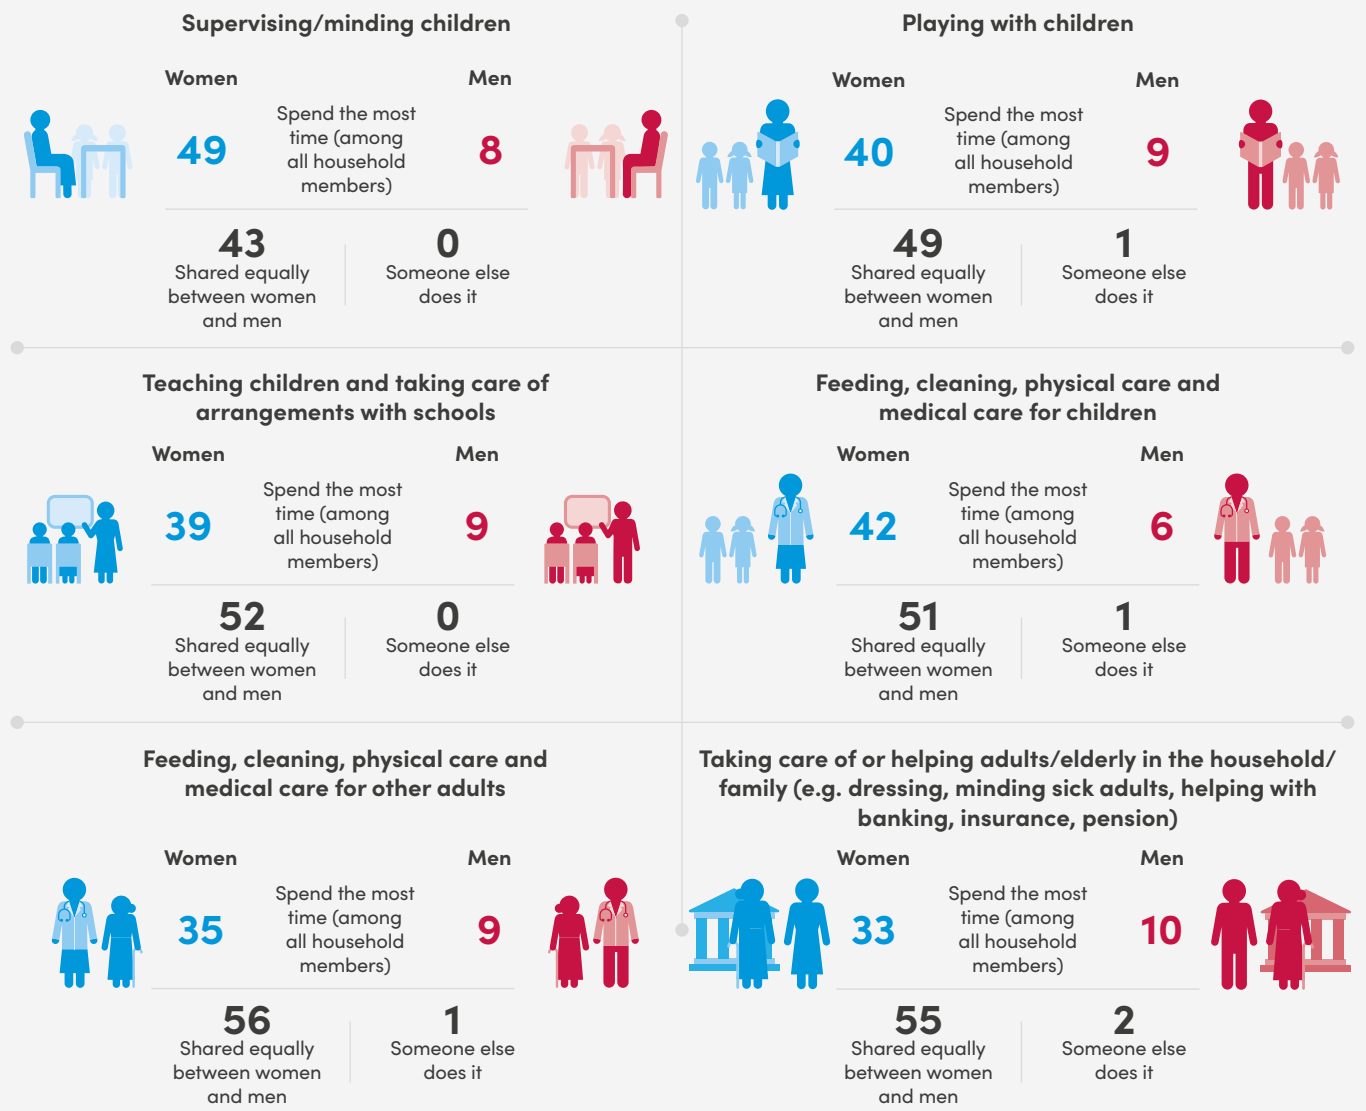 Supervising/minding children
Women
Men
49
Spend the most
time (among
all household
members)
8
43
Shared equally
between women
and men
0
Someone else
does it
Playing with children
Women
Men
40
Spend the most
time (among
all household
members)
9
49
Shared equally
between women
and men
1
Someone else
does it
Teaching children and taking care of
arrangements with schools
Women
Men
39
Spend the most
time (among
all household
members)
9
52
Shared equally
between women
and men
0
Someone else
does it
Feeding, cleaning, physical care and
medical care for children
Women
Men
42
Spend the most
time (among
all household
members)
6
51
Shared equally
between women
and men
1
Someone else
does it
Feeding, cleaning, physical care and
medical care for other adults
Women
Men
35
Spend the most
time (among
all household
members)
9
56
Shared equally
between women
and men
1
Someone else
does it
Taking care of or helping adults/elderly in the household/
family (e.g. dressing, minding sick adults, helping with
banking, insurance, pension)
Women
Men
33
Spend the most
time (among
all household
members)
10
55
Shared equally
between women
and men
2
Someone else
does it